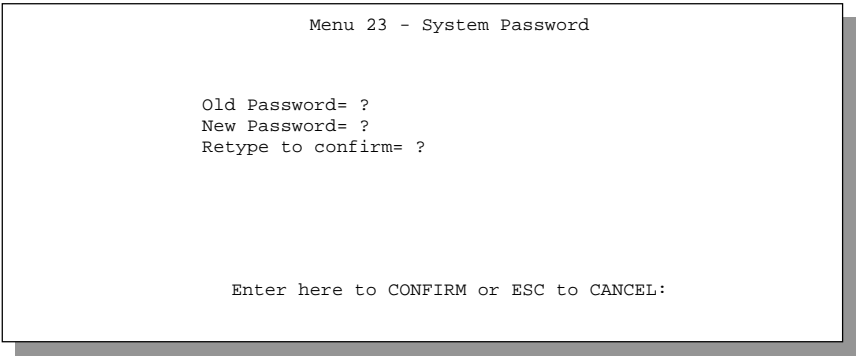 Menu 23 - System Password
Old Password= ?
New Password= ?
Retype to confirm= ?
Enter here to CONFIRM or ESC to CANCEL: